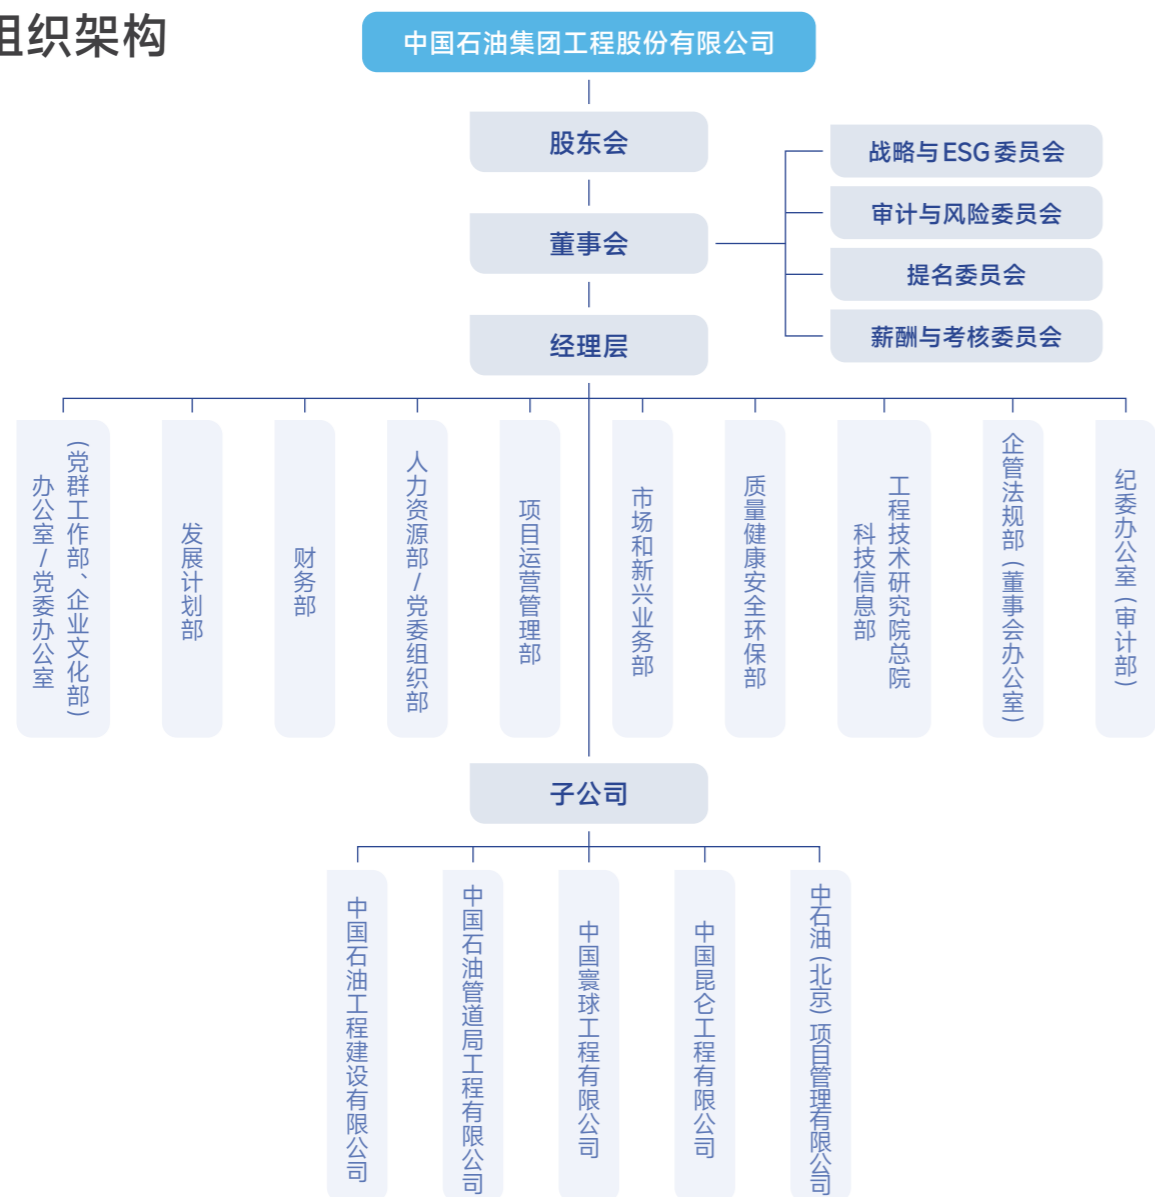 组织架构
中国石油集团工程股份有限公司
股东会
董事会
经理层
战略与ESG委员会
审计与风险委员会
提名委员会
薪酬与考核委员会
办公室/党委办公室
(党群工作部、企业文化部)
发展计划部
财务部
人力资源部/党委组织部
项目运营管理部
市场和新兴业务部
质量健康安全环保部
科技信息部
工程技术研究院总院
企管法规部(董事会办公室)
纪委办公室(审计部)
子公司
中国石油工程建设有限公司
中国石油管道局工程有限公司
中国寰球工程有限公司
中国昆仑工程有限公司
中石油(北京)项目管理有限公司